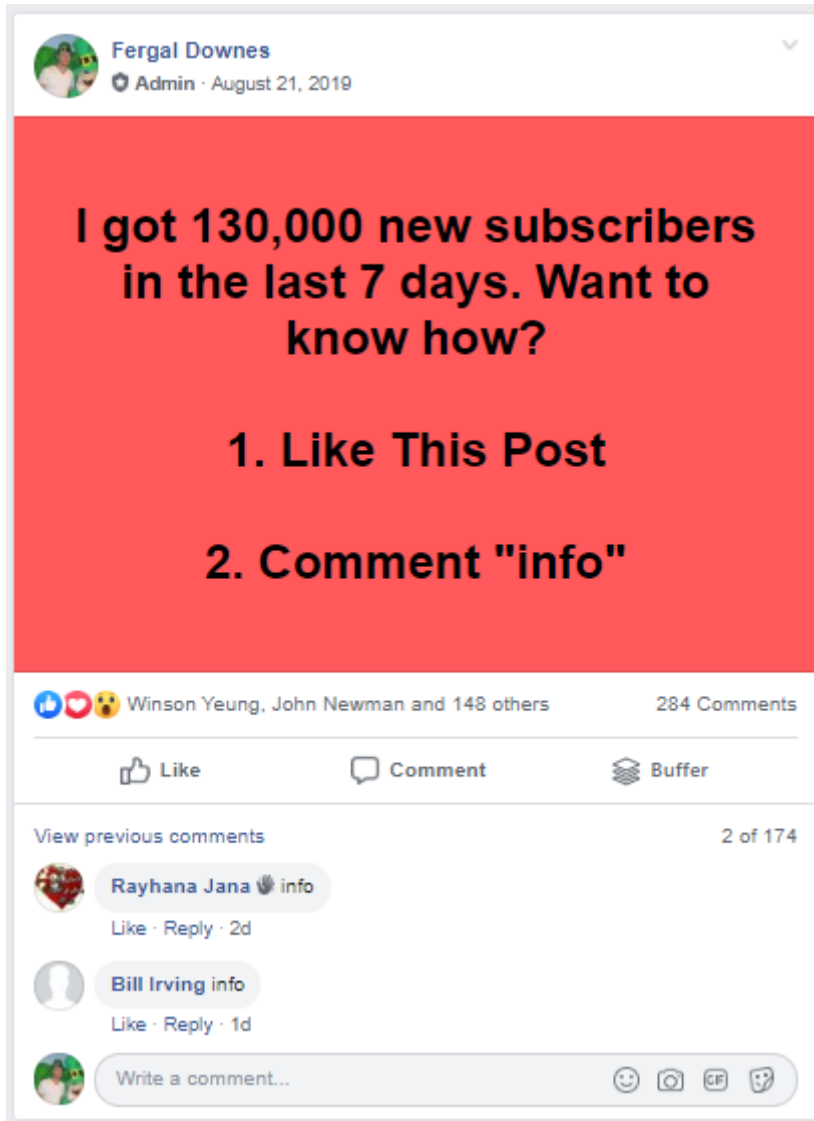 Fergal Downes
Admin · August 21, 2019
I got 130,000 new subscribers
in the last 7 days. Want to
know how?
1. Like This Post
2. Comment "info"
Winson Yeung, John Newman and 148 others 284 Comments
Like Comment Buffer
View previous comments 2 of 174
Rayhana Jana info
Like · Reply · 2d
Bill Irving info
Like · Reply · 1d
Write a comment... GIF